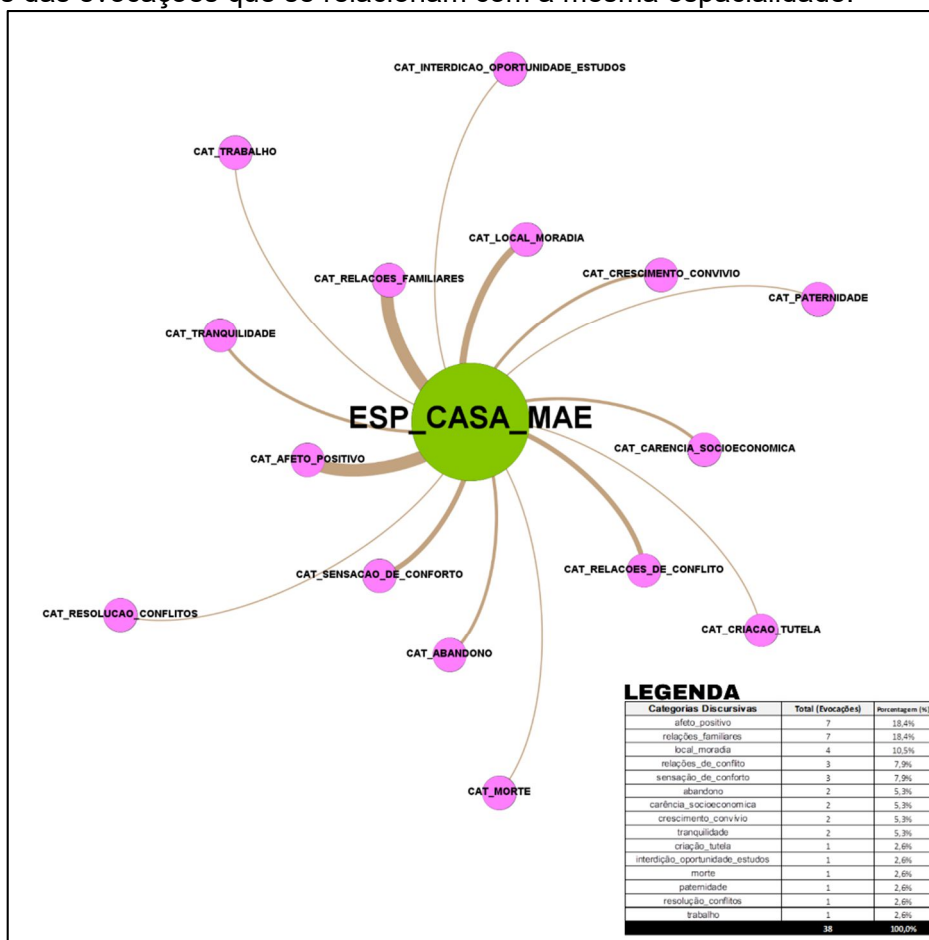 s das evocações que se relacionam com a mesma espacialidade.
CAT_INTERDICAO_OPORTUNIDADE_ESTUDOS
CAT_TRABALHO
CAT_LOCAL_MORADIA
CAT_RELACOES_FAMILIARES
CAT_CRESCIMENTO_CONVIVIO
CAT_PATERNIDADE
CAT_TRANQUILIDADE
ESP_CASA_MAE
CAT_AFETO_POSITIVO
CAT_CARENCIA_SOCIOECONOMICA
CAT_SENSACAO_DE_CONFORTO
CAT_RELACOES_DE_CONFLITO
CAT_RESOLUCAO_CONFLITOS
CAT_CRIACAO_TUTELA
CAT_ABANDONO
CAT_MORTE
LEGENDA
Categorias Discursivas Total (Evocações) Porcentagem (%)
afeto_positivo 7 18,4%
relações_familiares 7 18,4%
local_moradia 4 10,5%
relações_de_conflito 3 7,9%
sensação_de_conforto 3 7,9%
abandono 2 5,3%
carência_socioeconomica 2 5,3%
crescimento_convívio 2 5,3%
tranquilidade 2 5,3%
criação_tutela 1 2,6%
interdição_oportunidade_estudos 1 2,6%
morte 1 2,6%
paternidade 1 2,6%
resolução_conflitos 1 2,6%
trabalho 1 2,6%
38 100,0%